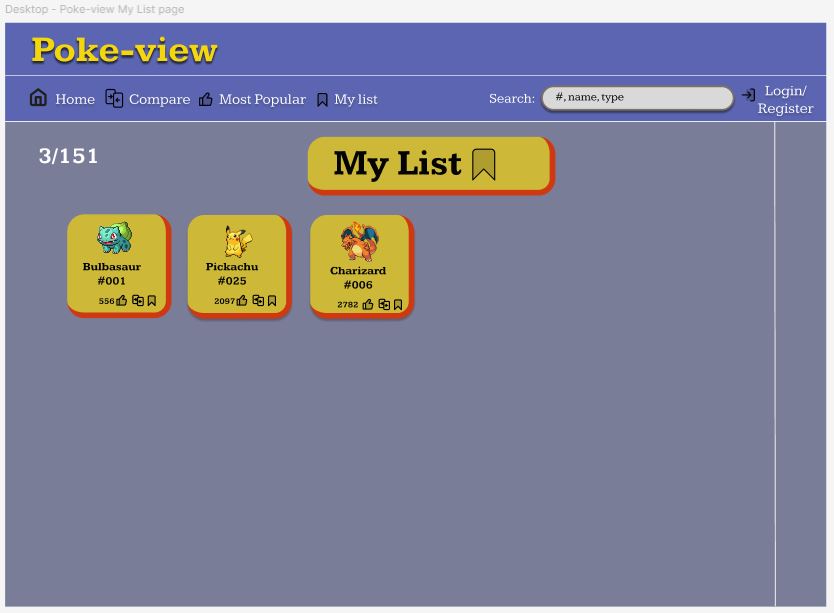 Desktop - Poke-view My List page
Poke-view
Home Compare Most Popular My list Search: #, name, type Login/
Register
3/151
My List
Bulbasaur
#001
556
Pickachu
#025
2097
Charizard
#006
2782